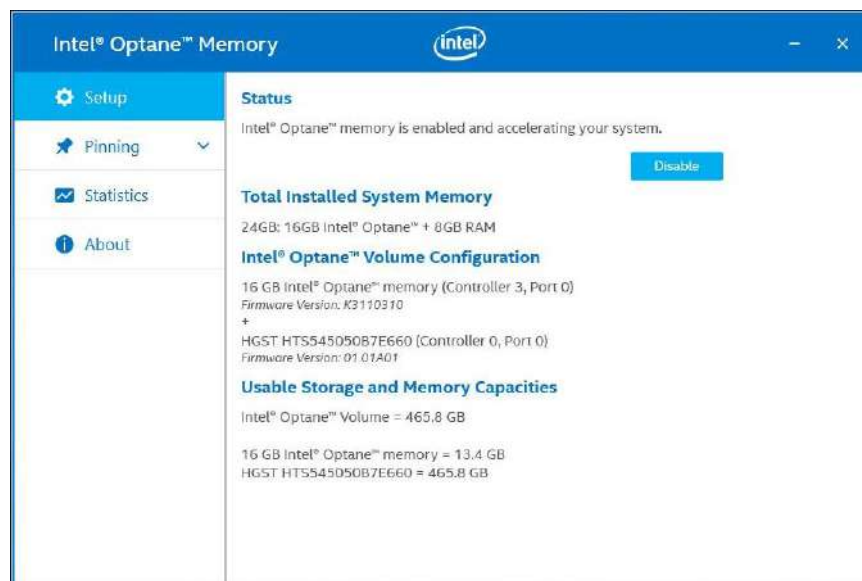 Intel® Optane™ Memory
intel
Setup
Pinning
Statistics
About
Status
Intel® Optane™ memory is enabled and accelerating your system.
Disable
Total Installed System Memory
24GB: 16GB Intel® Optane™ + 8GB RAM
Intel® Optane™ Volume Configuration
16 GB Intel® Optane™ memory (Controller 3, Port 0)
Firmware Version: K3110310
+
HGST HTS545050B7E660 (Controller 0, Port 0)
Firmware Version: 01.01A01
Usable Storage and Memory Capacities
Intel® Optane™ Volume = 465.8 GB
16 GB Intel® Optane™ memory = 13.4 GB
HGST HTS545050B7E660 = 465.8 GB